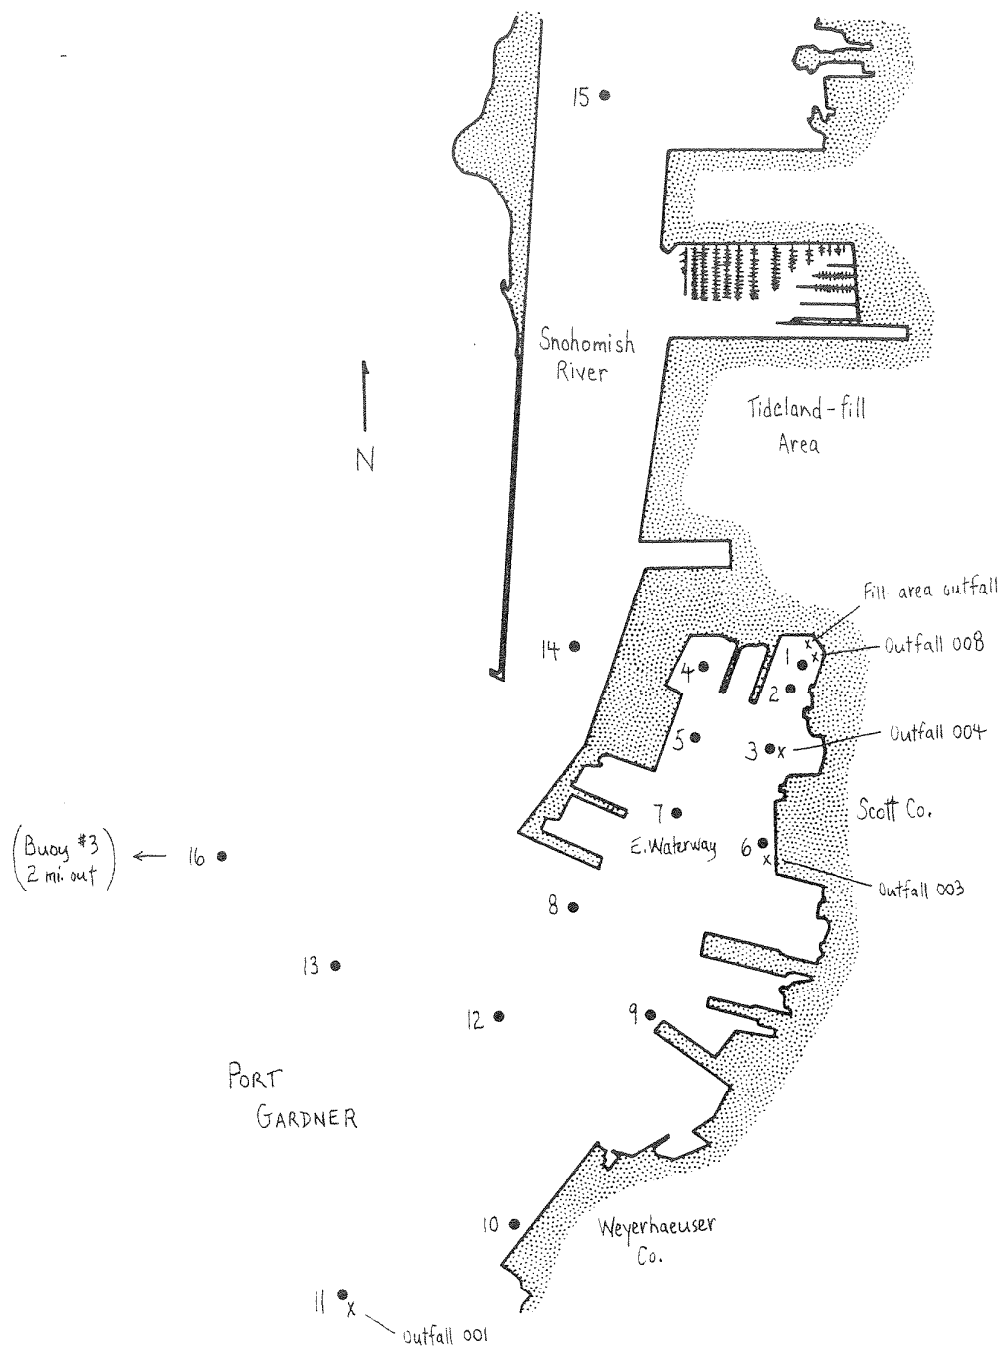 15
Snohomish
River
N
Tideland-fill
Area
Fill area outfall
14
1
Outfall 008
4
2
5
3
x
Outfall 004
7
Scott Co.
(Buoy #3
2 mi. out)
16
E. Waterway
6
x
Outfall 003
8
13
12
9
PORT
GARDNER
10
Weyerhaeuser
Co.
11
x
Outfall 001